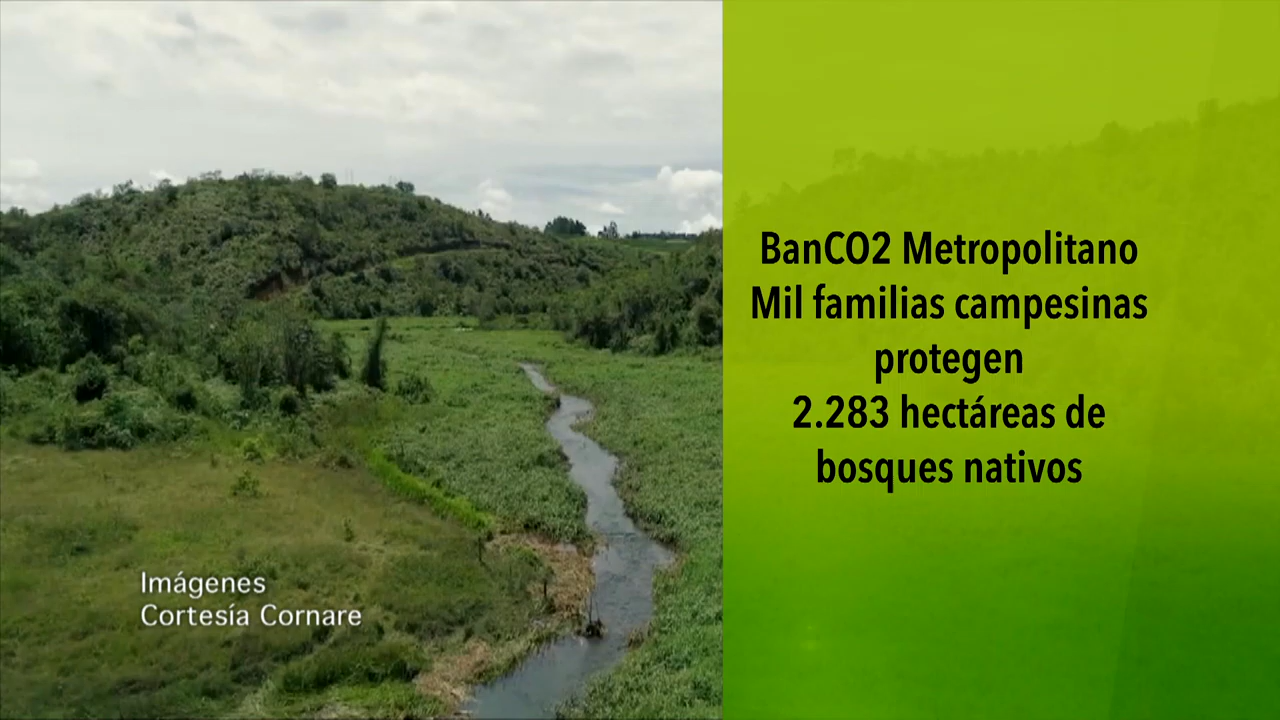 BanCO2 Metropolitano
Mil familias campesinas
protegen
2.283 hectáreas de
bosques nativos
Imágenes
Cortesía Cornare